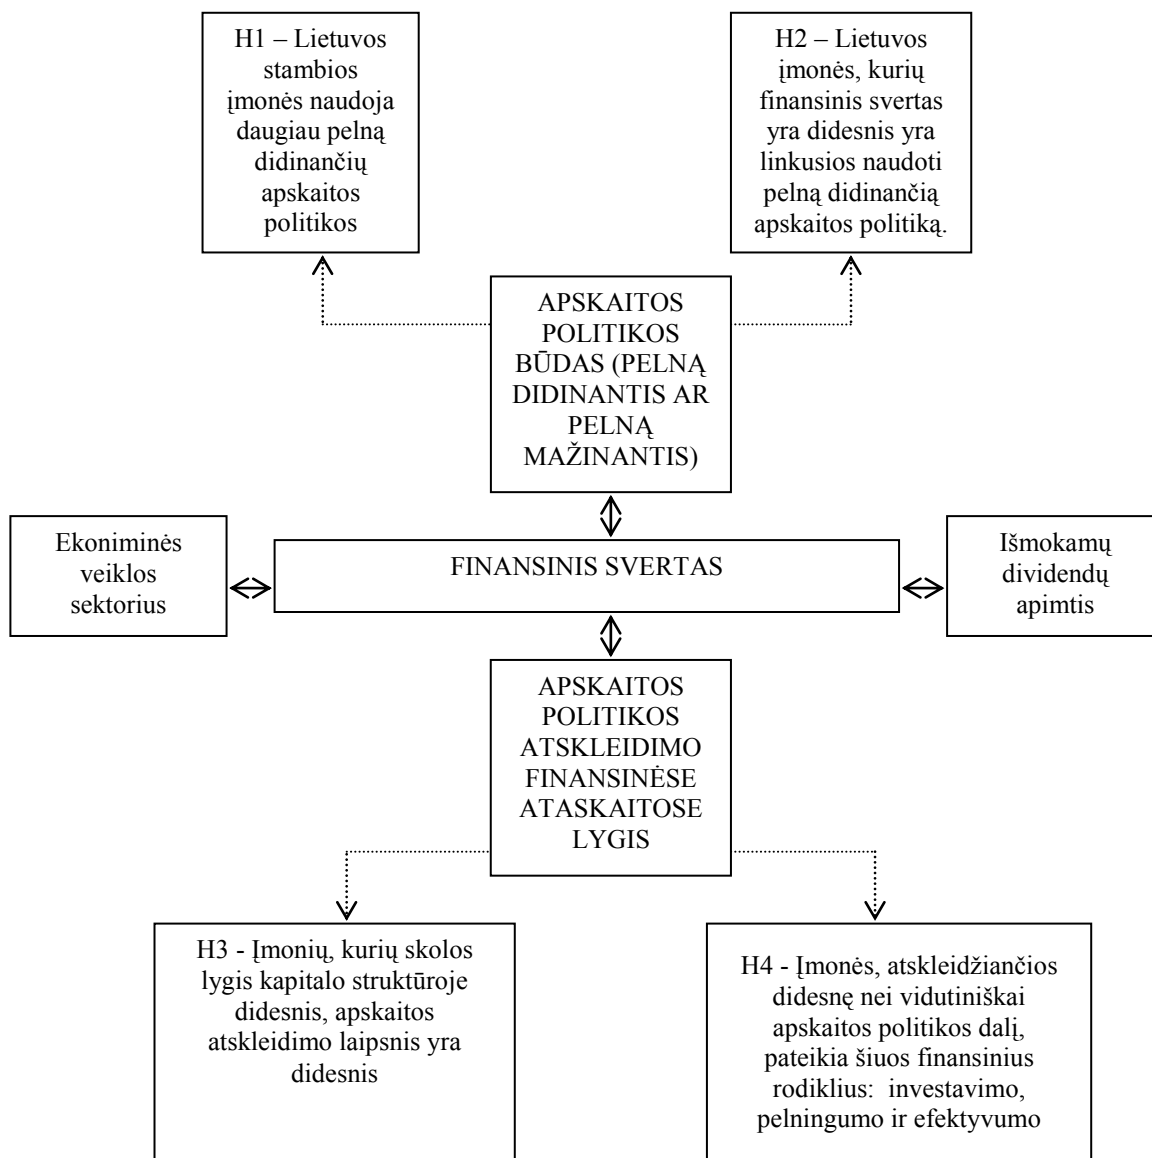 H1 – Lietuvos
stambios
įmonės naudoja
daugiau pelną
didinančių
apskaitos
politikos
H2 – Lietuvos
įmonės, kurių
finansinis svertas
yra didesnis yra
linkusios naudoti
pelną didinančią
apskaitos politiką.
APSKAITOS
POLITIKOS
BŪDAS (PELNĄ
DIDINANTIS AR
PELNĄ
MAŽINANTIS)
Ekoniminės
veiklos
sektorius
FINANSINIS SVERTAS
Išmokamų
dividendų
apimtis
APSKAITOS
POLITIKOS
ATSKLEIDIMO
FINANSINĖSE
ATASKAITOSE
LYGIS
H3 - Įmonių, kurių skolos
lygis kapitalo struktūroje
didesnis, apskaitos
atskleidimo laipsnis yra
didesnis
H4 - Įmonės, atskleidžiančios
didesnę nei vidutiniškai
apskaitos politikos dalį,
pateikia šiuos finansinius
rodiklius: investavimo,
pelningumo ir efektyvumo